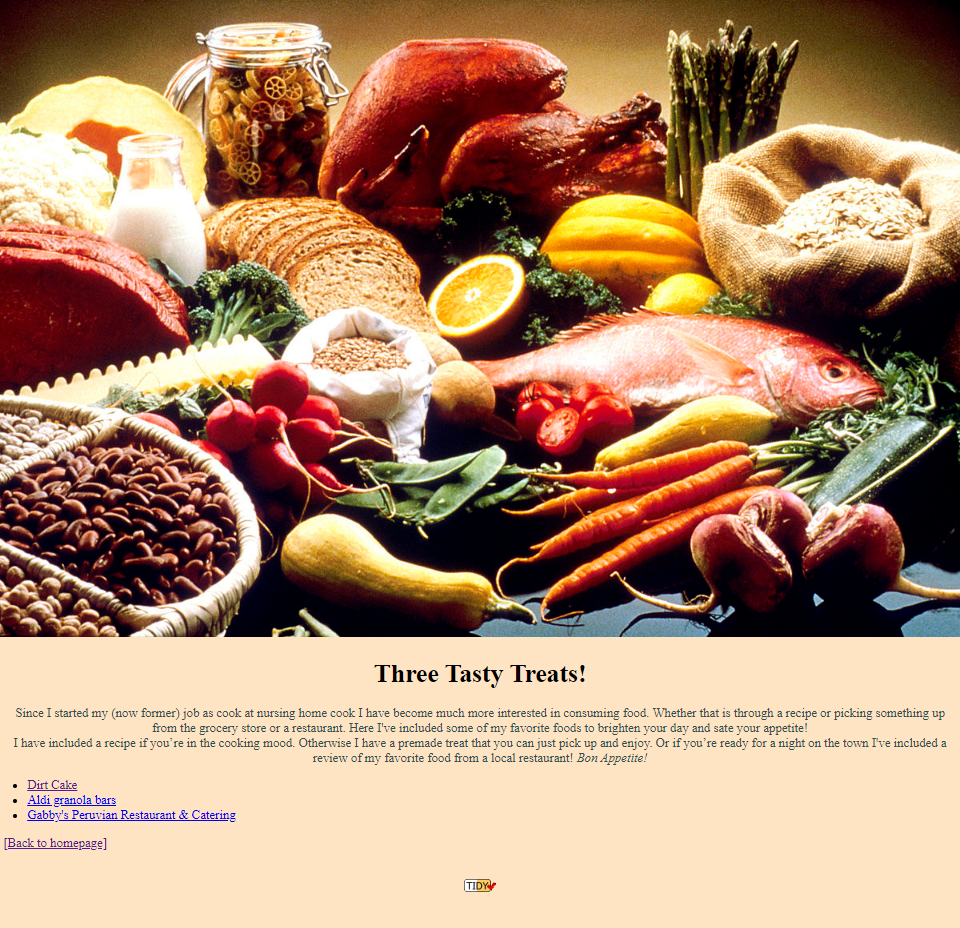 Three Tasty Treats!
Since I started my (now former) job as cook at nursing home cook I have become much more interested in consuming food. Whether that is through a recipe or picking something up
from the grocery store or a restaurant. Here I've included some of my favorite foods to brighten your day and sate your appetite!
I have included a recipe if you’re in the cooking mood. Otherwise I have a premade treat that you can just pick up and enjoy. Or if you’re ready for a night on the town I've included a
review of my favorite food from a local restaurant! Bon Appetite!
Dirt Cake
Aldi granola bars
Gabby's Peruvian Restaurant & Catering
[Back to homepage]
TIDY